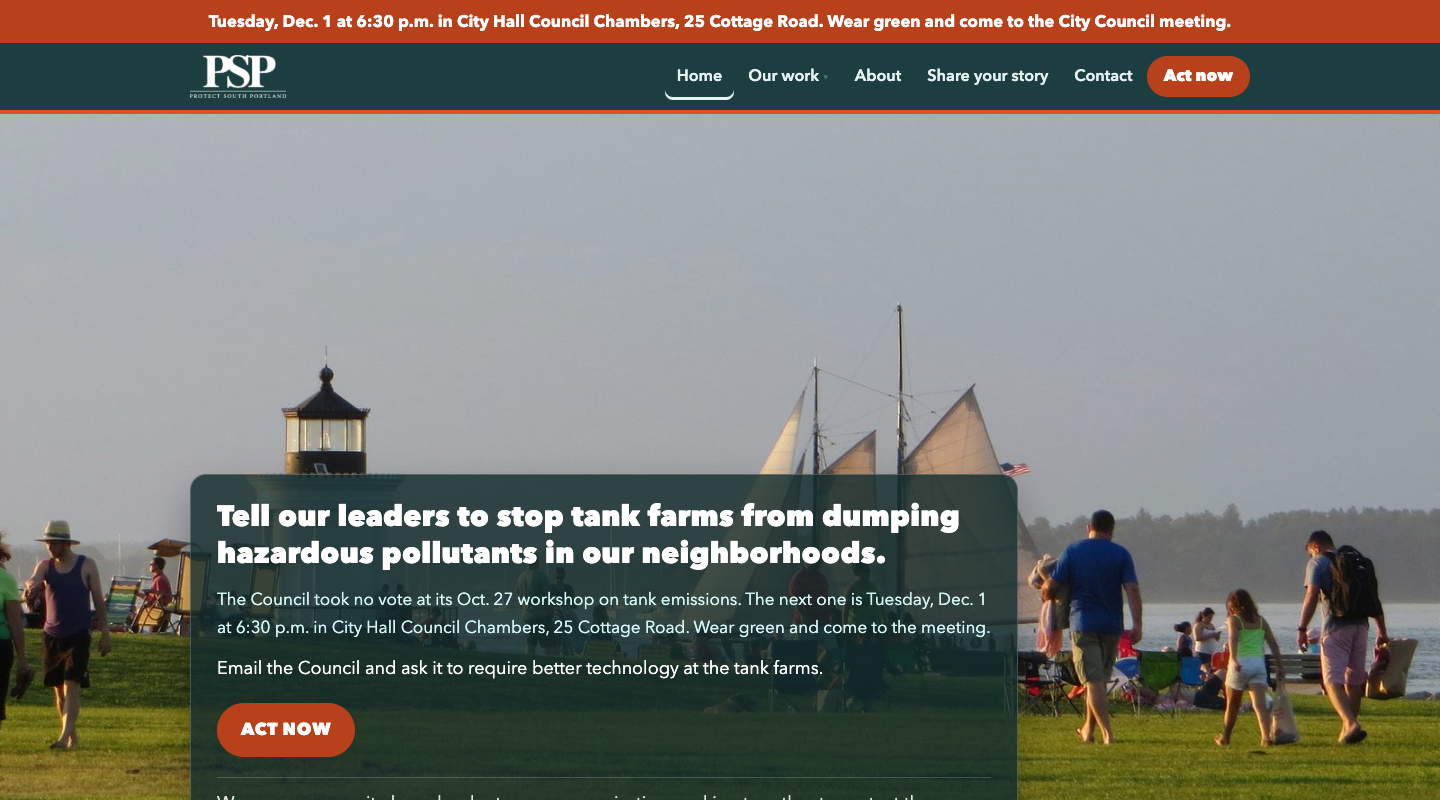 Tuesday, Dec. 1 at 6:30 p.m. in City Hall Council Chambers, 25 Cottage Road. Wear green and come to the City Council meeting.
PSP
PROTECT SOUTH PORTLAND
Home
Our work
About
Share your story
Contact
Act now
Tell our leaders to stop tank farms from dumping
hazardous pollutants in our neighborhoods.
The Council took no vote at its Oct. 27 workshop on tank emissions. The next one is Tuesday, Dec. 1
at 6:30 p.m. in City Hall Council Chambers, 25 Cottage Road. Wear green and come to the meeting.
Email the Council and ask it to require better technology at the tank farms.
ACT NOW